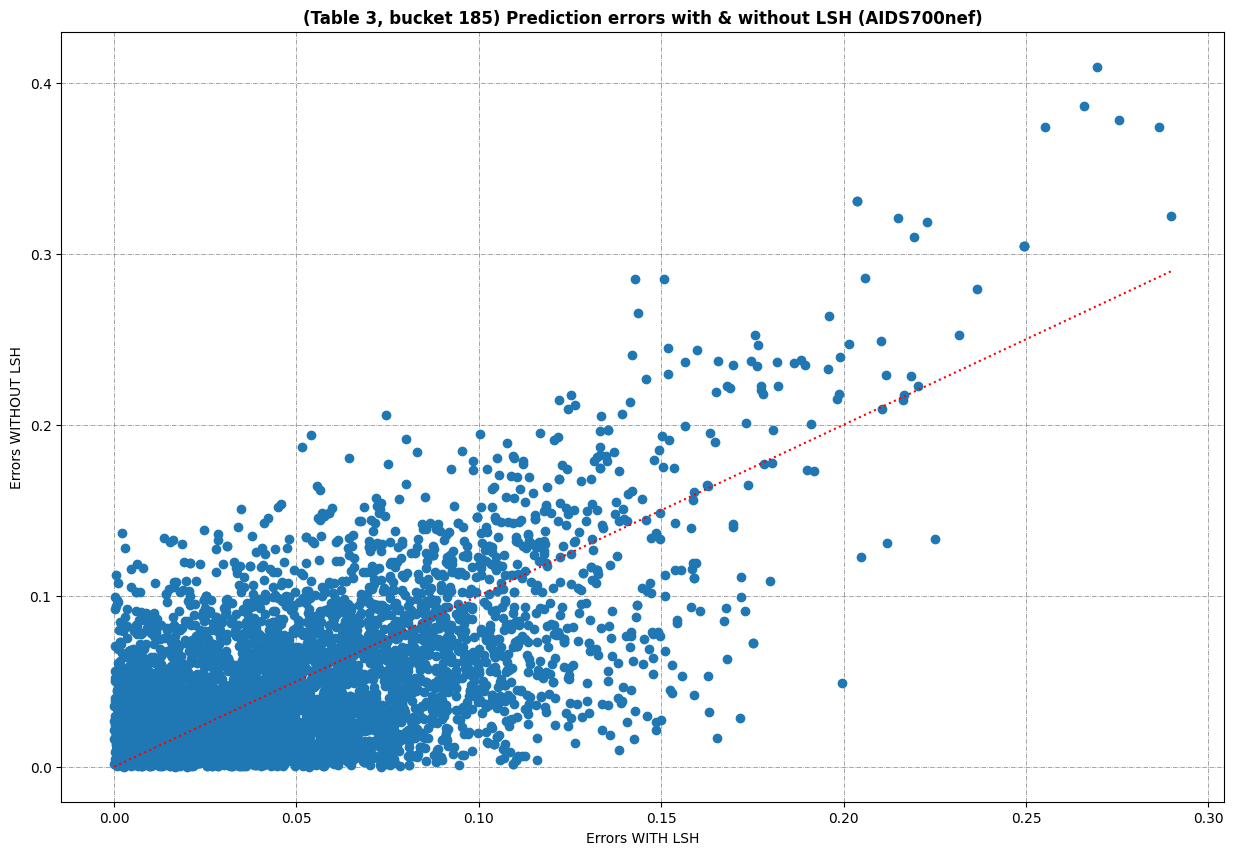 (Table 3, bucket 185) Prediction errors with & without LSH (AIDS700nef)
Errors WITHOUT LSH
0.4
0.3
0.2
0.1
0.0
0.00 0.05 0.10 0.15 0.20 0.25 0.30
Errors WITH LSH